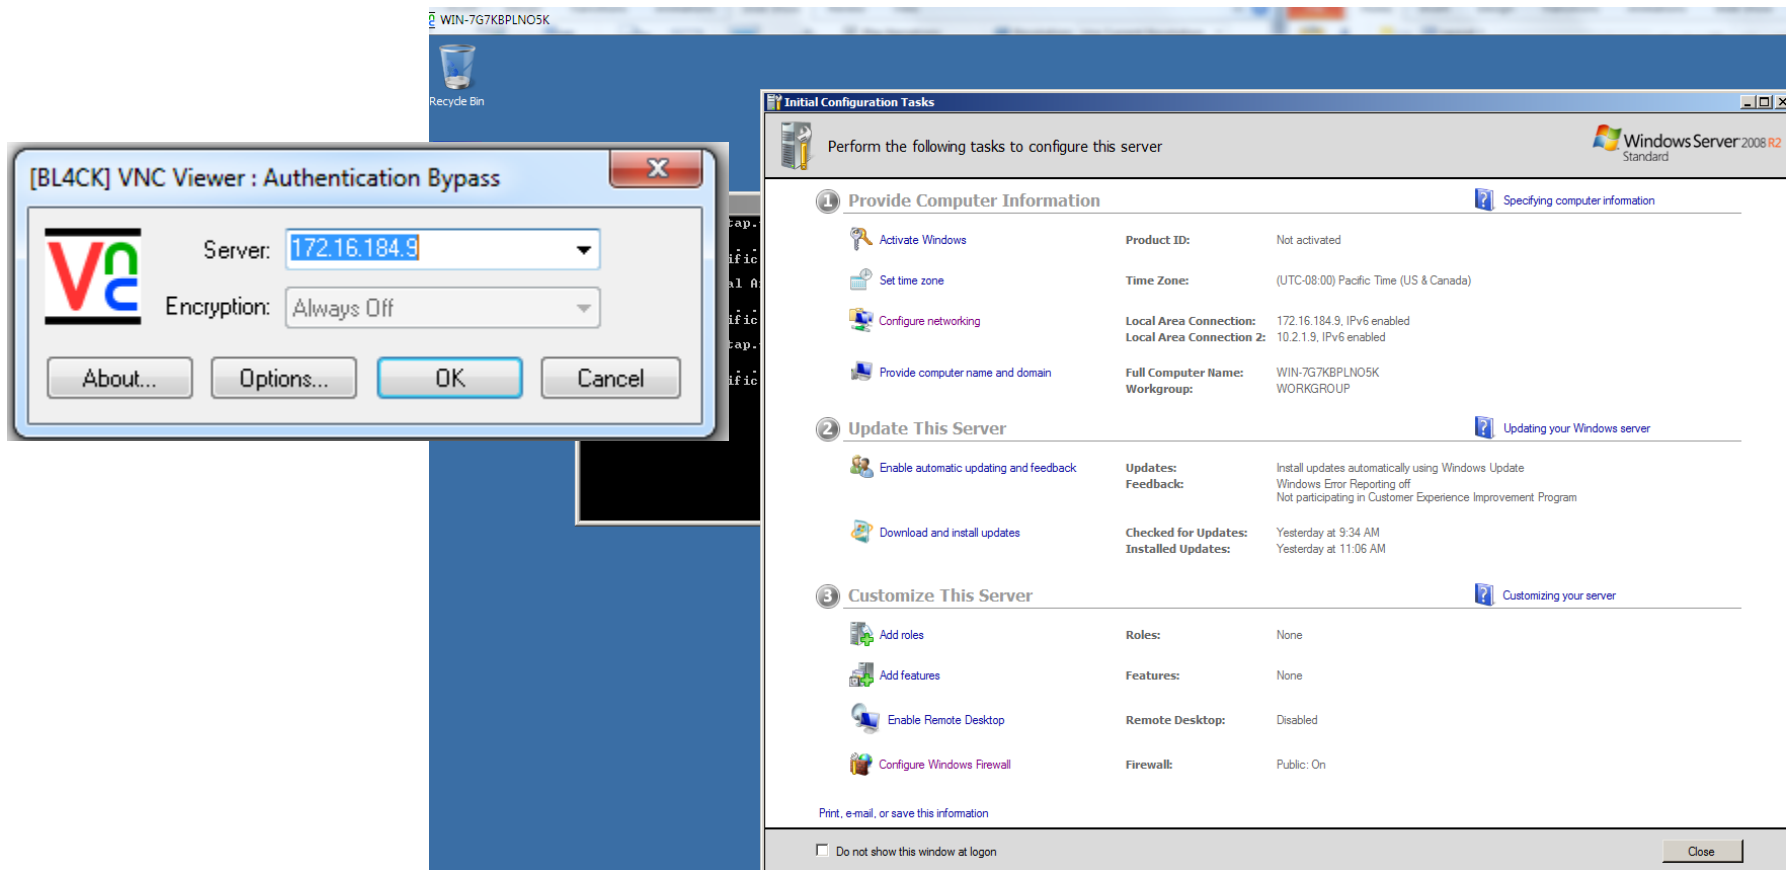 WIN-7G7KBPLNO5K
Recycle Bin
[BL4CK] VNC Viewer : Authentication Bypass
Server: 172.16.184.9
Encryption: Always Off
About... Options... OK Cancel
Initial Configuration Tasks
Perform the following tasks to configure this server
Windows Server 2008 R2
Standard
1 Provide Computer Information
Specifying computer information
Activate Windows Product ID: Not activated
Set time zone Time Zone: (UTC-08:00) Pacific Time (US & Canada)
Configure networking Local Area Connection: 172.16.184.9, IPv6 enabled
Local Area Connection 2: 10.2.1.9, IPv6 enabled
Provide computer name and domain Full Computer Name: WIN-7G7KBPLNO5K
Workgroup: WORKGROUP
2 Update This Server
Updating your Windows server
Enable automatic updating and feedback Updates: Install updates automatically using Windows Update
Feedback: Windows Error Reporting off
Not participating in Customer Experience Improvement Program
Download and install updates Checked for Updates: Yesterday at 9:34 AM
Installed Updates: Yesterday at 11:06 AM
3 Customize This Server
Customizing your server
Add roles Roles: None
Add features Features: None
Enable Remote Desktop Remote Desktop: Disabled
Configure Windows Firewall Firewall: Public: On
Print, e-mail, or save this information
Do not show this window at logon
Close